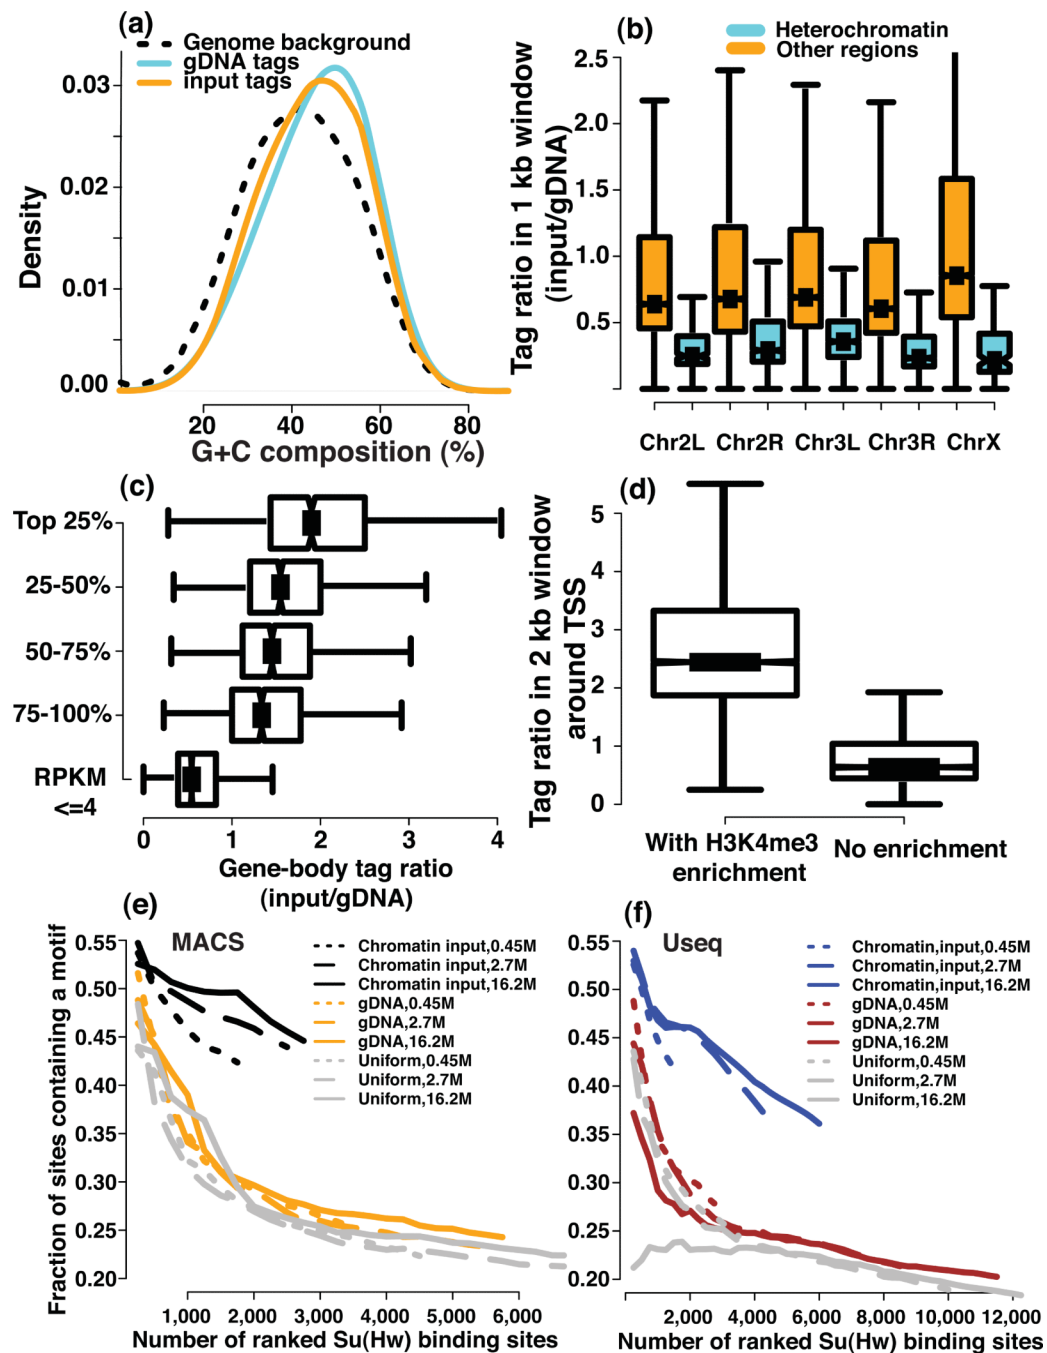 (a)
Genome background
gDNA tags
input tags
Density
0.03
0.02
0.01
0.00
20 40 60 80
G+C composition (%)
(b)
Heterochromatin
Other regions
Tag ratio in 1 kb window
(input/gDNA)
2.5
2.0
1.5
1.0
0.5
Chr2L Chr2R Chr3L Chr3R ChrX
(c)
Top 25%
25-50%
50-75%
75-100%
RPKM
<=4
0 1 2 3 4
Gene-body tag ratio
(input/gDNA)
(d)
Tag ratio in 2 kb window
around TSS
5
4
3
2
1
0
With H3K4me3
enrichment
No enrichment
(e)
MACS
Chromatin input,0.45M
Chromatin input,2.7M
Chromatin input,16.2M
gDNA,0.45M
gDNA,2.7M
gDNA,16.2M
Uniform,0.45M
Uniform,2.7M
Uniform,16.2M
Fraction of sites containing a motif
0.55
0.50
0.45
0.40
0.35
0.30
0.25
0.20
1,000 2,000 3,000 4,000 5,000 6,000
Number of ranked Su(Hw) binding sites
(f)
Useq
Chromatin,input,0.45M
Chromatin,input,2.7M
Chromatin,input,16.2M
gDNA,0.45M
gDNA,2.7M
gDNA,16.2M
Uniform,0.45M
Uniform,2.7M
Uniform,16.2M
0.55
0.50
0.45
0.40
0.35
0.30
0.25
0.20
2,000 4,000 6,000 8,000 10,000 12,000
Number of ranked Su(Hw) binding sites